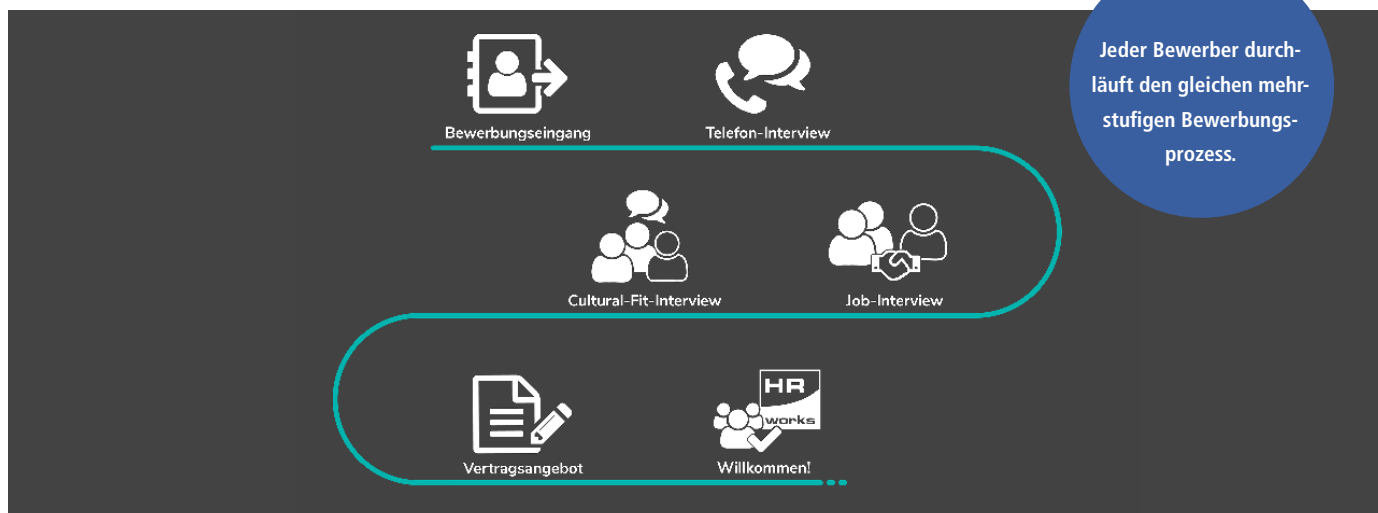 Jeder Bewerber durch-
läuft den gleichen mehr-
stufigen Bewerbungs-
prozess.
Bewerbungseingang
Telefon-Interview
Cultural-Fit-Interview
Job-Interview
HR
works
Vertragsangebot
Willkommen!